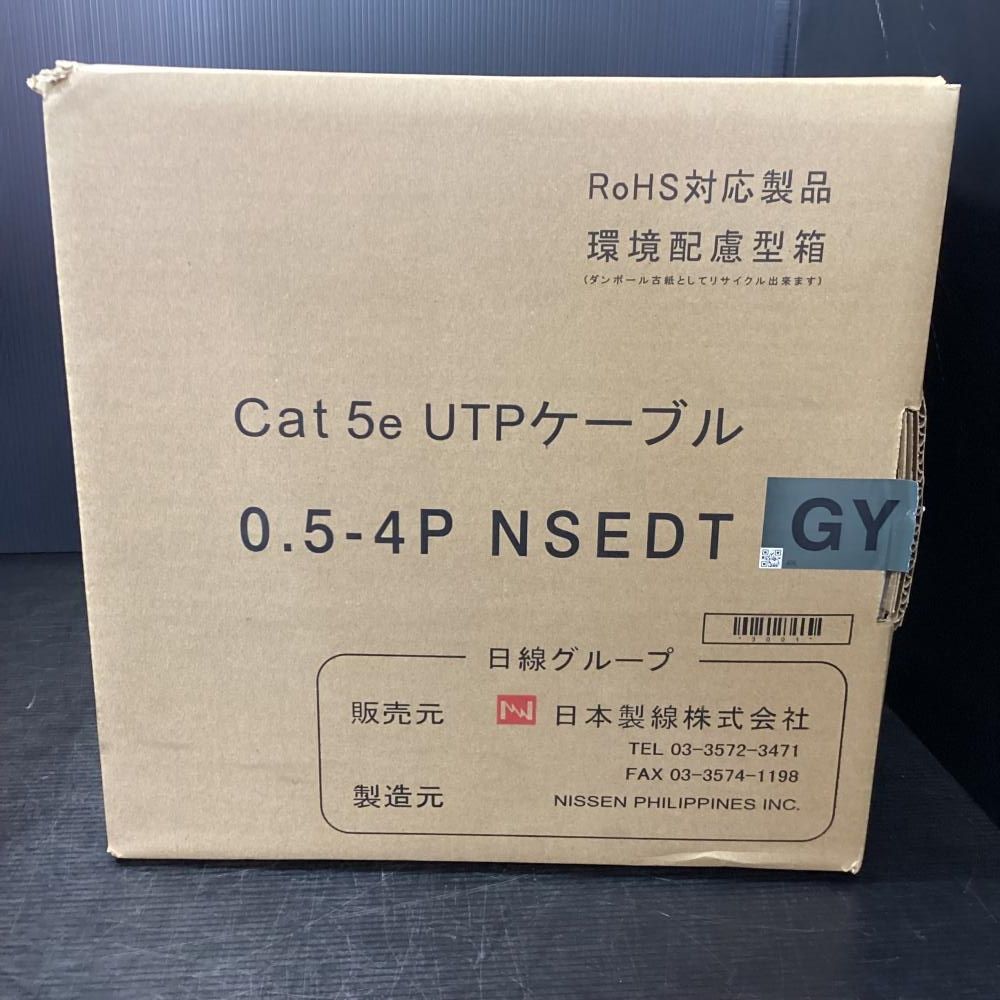 RoHS対応製品
環境配慮型箱
(ダンボール古紙としてリサイクル出来ます)
Cat 5e UTPケーブル
0.5-4P NSEDT GY
日線グループ
販売元 日本製線株式会社
TEL 03-3572-3471
FAX 03-3574-1198
製造元 NISSEN PHILIPPINES INC.